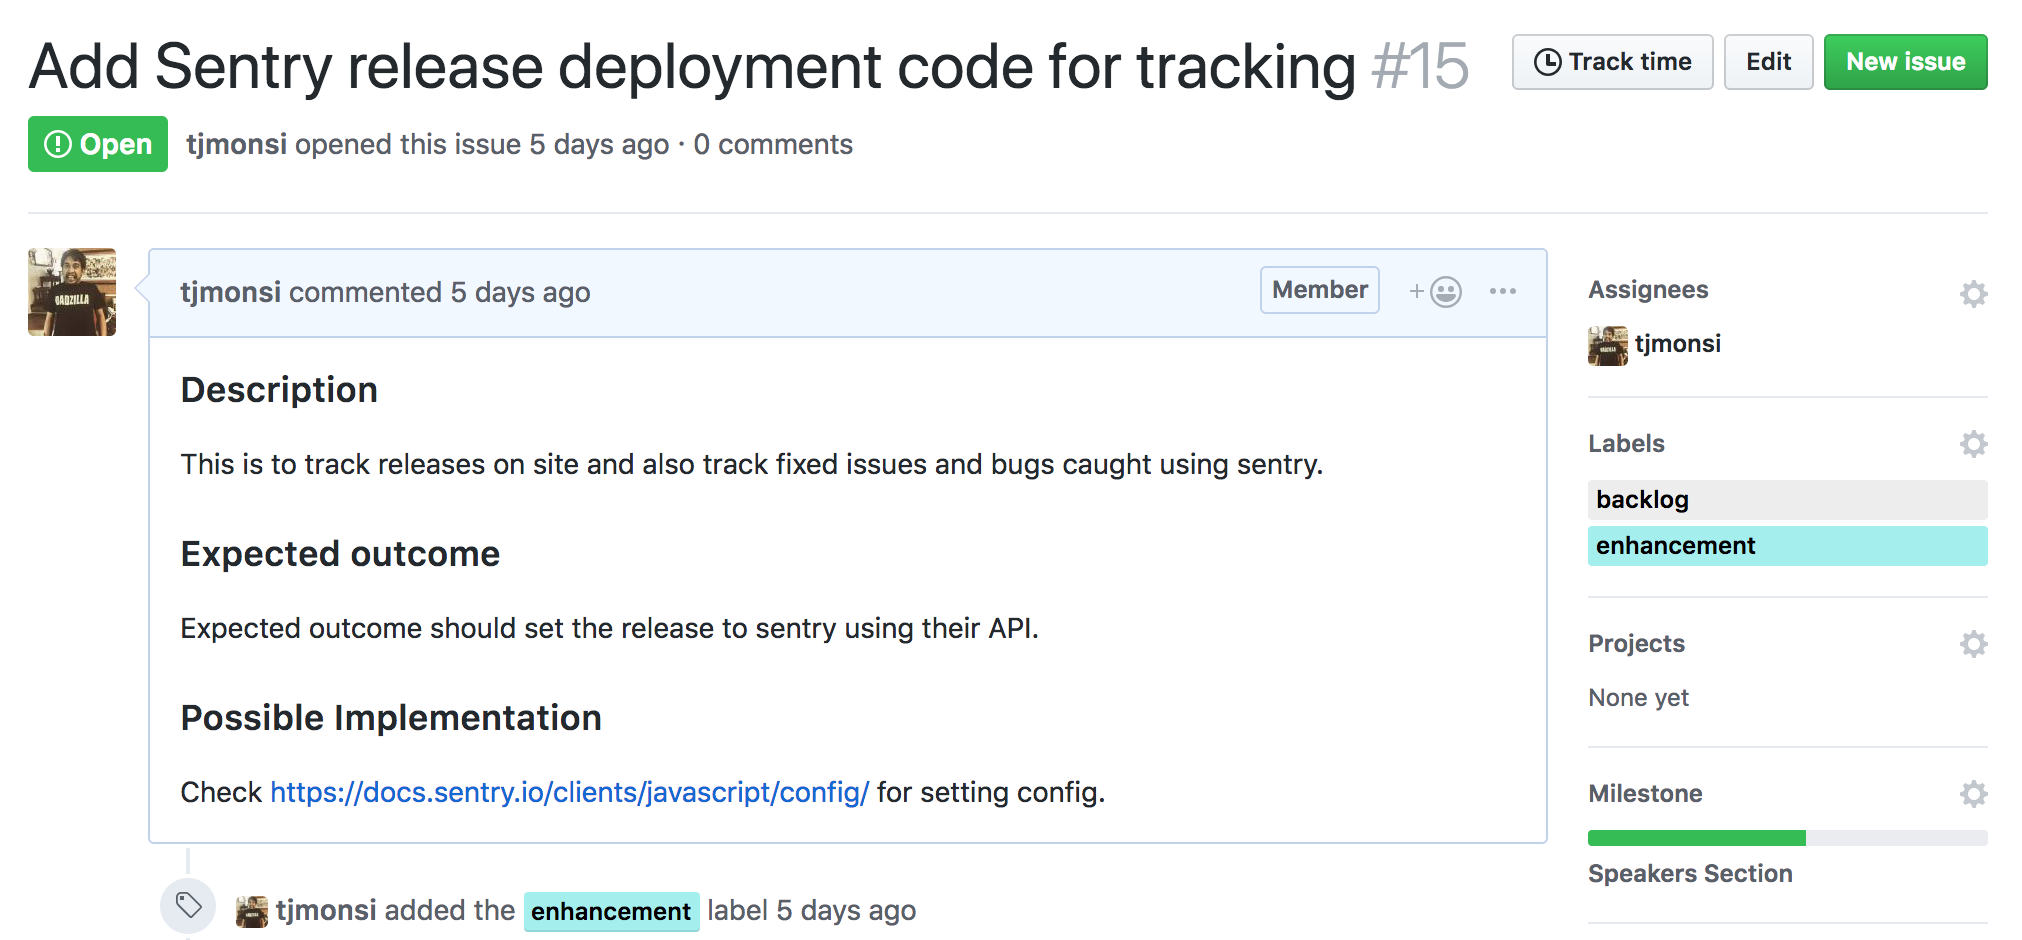 Add Sentry release deployment code for tracking #15
Track time
Edit
New issue
Open
tjmonsi opened this issue 5 days ago · 0 comments
tjmonsi commented 5 days ago
Member
Description
This is to track releases on site and also track fixed issues and bugs caught using sentry.
Expected outcome
Expected outcome should set the release to sentry using their API.
Possible Implementation
Check https://docs.sentry.io/clients/javascript/config/ for setting config.
tjmonsi added the enhancement label 5 days ago
Assignees
tjmonsi
Labels
backlog
enhancement
Projects
None yet
Milestone
Speakers Section